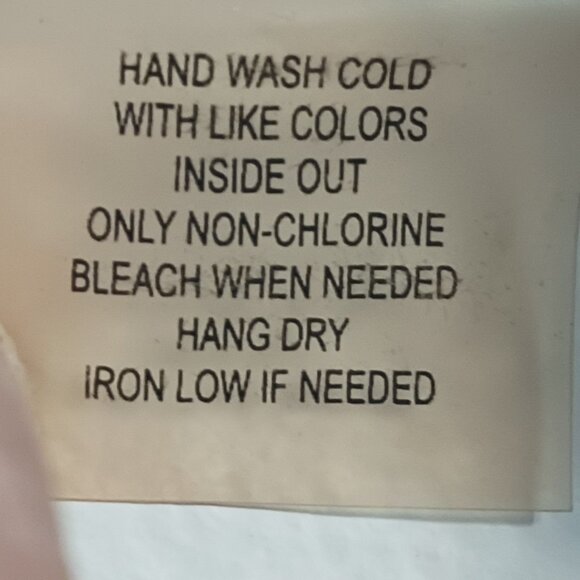 HAND WASH COLD
WITH LIKE COLORS
INSIDE OUT
ONLY NON-CHLORINE
BLEACH WHEN NEEDED
HANG DRY
IRON LOW IF NEEDED